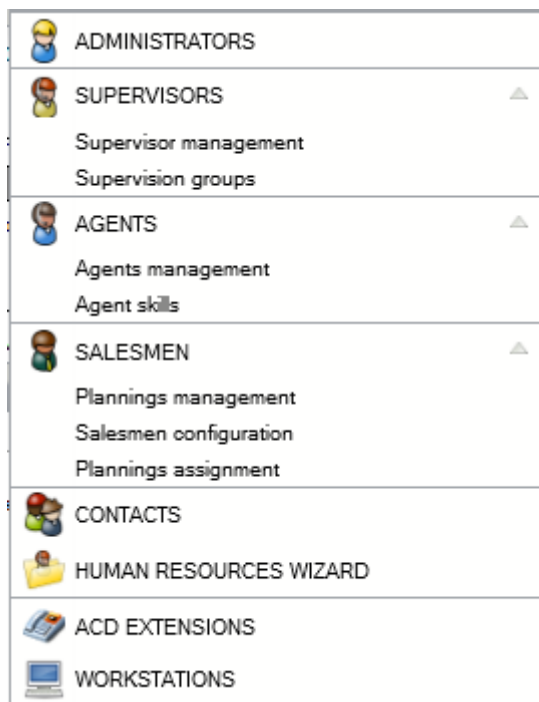 ADMINISTRATORS
SUPERVISORS
Supervisor management
Supervision groups
AGENTS
Agents management
Agent skills
SALESMEN
Plannings management
Salesmen configuration
Plannings assignment
CONTACTS
HUMAN RESOURCES WIZARD
ACD EXTENSIONS
WORKSTATIONS